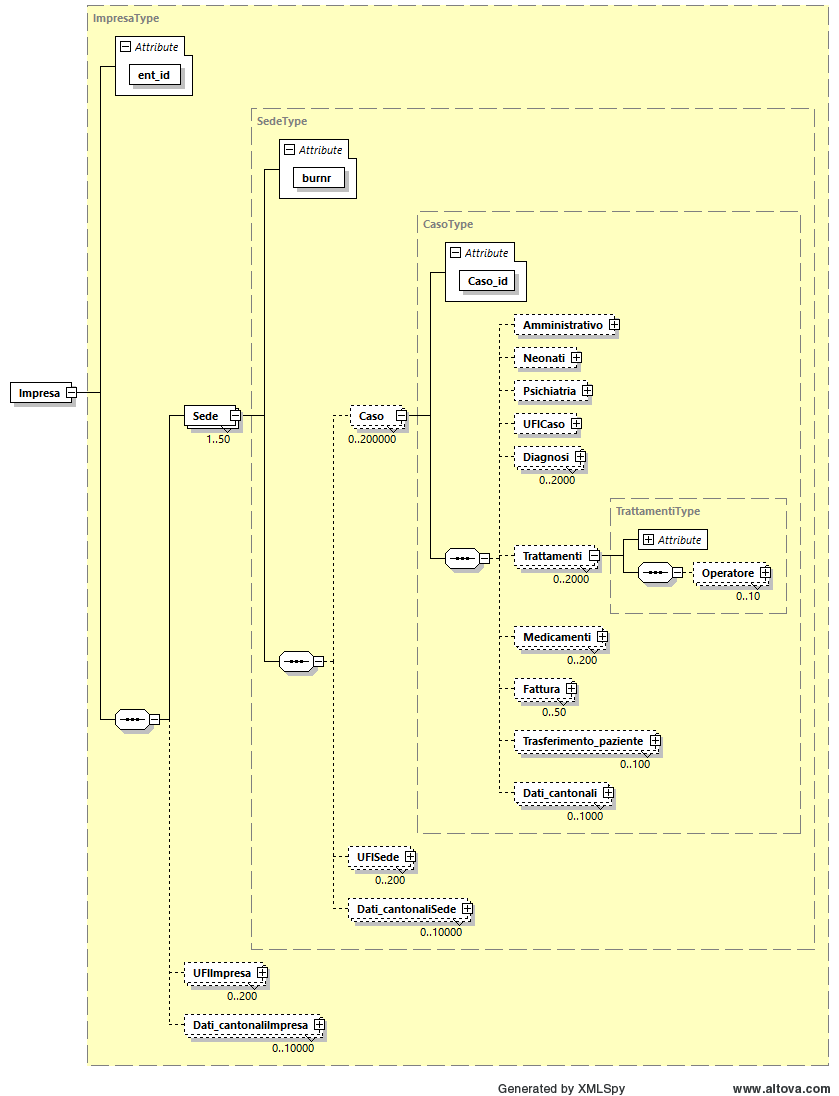 ImpresaType
Attribute
ent_id
SedeType
Attribute
burnr
CasoType
Attribute
Caso_id
Amministrativo
Neonati
Psichiatria
Impresa
Sede
1..50
Caso
0..200000
UFICaso
Diagnosi
0..2000
TrattamentiType
Attribute
Trattamenti
0..2000
Operatore
0..10
Medicamenti
0..200
Fattura
0..50
Trasferimento_paziente
0..100
Dati_cantonali
0..1000
UFISede
0..200
Dati_cantonaliSede
0..10000
UFIImpresa
0..200
Dati_cantonaliImpresa
0..10000
Generated by XMLSpy www.altova.com